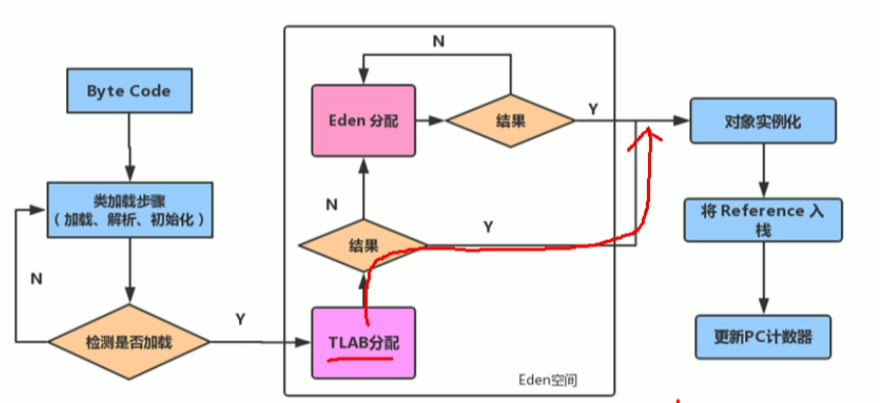 Byte Code
类加载步骤
（加载、解析、初始化）
N
检测是否加载
Y
N
Eden 分配
结果
Y
N
结果
Y
TLAB分配
Eden空间
对象实例化
将 Reference 入
栈
更新PC计数器